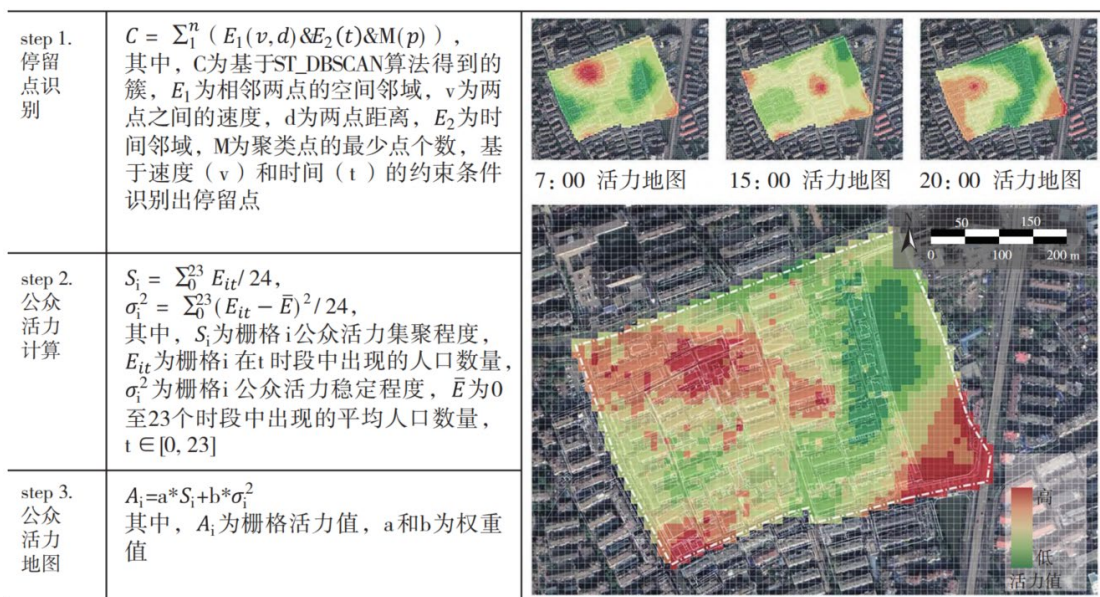 step 1.
停留
点识
别
C = ∑₁ⁿ ( E₁(v, d)&E₂(t)&M(p) ),
其中，C为基于ST_DBSCAN算法得到的
簇，E₁为相邻两点的空间邻域，v为两
点之间的速度，d为两点距离，E₂为时
间邻域，M为聚类点的最少点个数，基
于速度（v）和时间（t）的约束条件
识别出停留点
step 2.
公众
活力
计算
Sᵢ = ∑₀²³ Eᵢₜ/ 24,
σᵢ² = ∑₀²³(Eᵢₜ − Ē)²/ 24,
其中，Sᵢ为栅格 i 公众活力集聚程度，
Eᵢₜ为栅格i 在 t 时段中出现的人口数量，
σᵢ²为栅格i 公众活力稳定程度，Ē为0
至23个时段中出现的平均人口数量，
t ∈ [0, 23]
step 3.
公众
活力
地图
Aᵢ=a*Sᵢ+b*σᵢ²
其中，Aᵢ为栅格活力值，a 和b为权重
值
7:00 活力地图
15:00 活力地图
20:00 活力地图
N
50 150
0 100 200 m
高
低
活力值